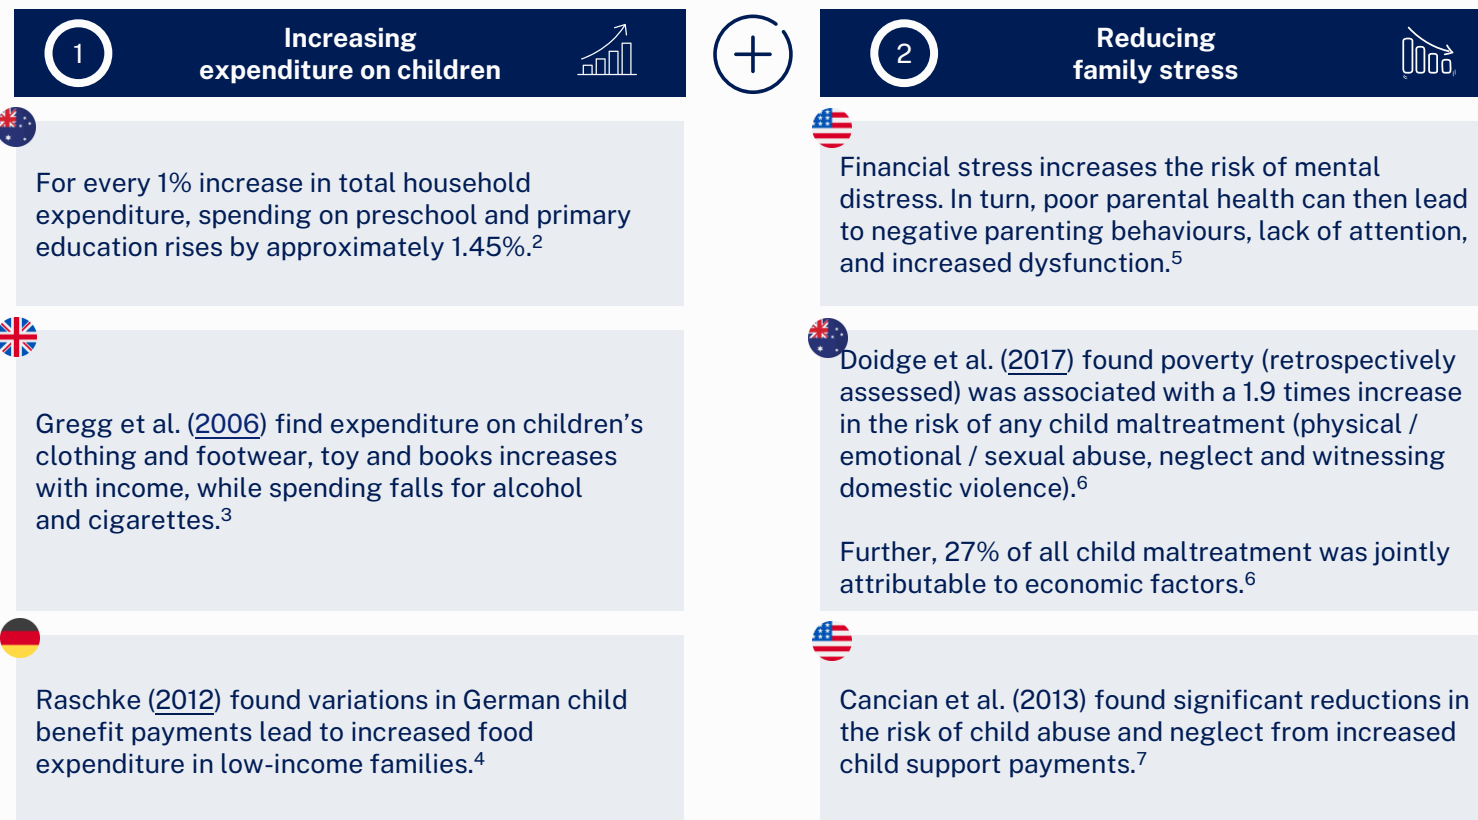 1
Increasing
expenditure on children
For every 1% increase in total household
expenditure, spending on preschool and primary
education rises by approximately 1.45%.2
Gregg et al. (2006) find expenditure on children’s
clothing and footwear, toy and books increases
with income, while spending falls for alcohol
and cigarettes.3
Raschke (2012) found variations in German child
benefit payments lead to increased food
expenditure in low-income families.4
+
2
Reducing
family stress
Financial stress increases the risk of mental
distress. In turn, poor parental health can then lead
to negative parenting behaviours, lack of attention,
and increased dysfunction.5
Doidge et al. (2017) found poverty (retrospectively
assessed) was associated with a 1.9 times increase
in the risk of any child maltreatment (physical /
emotional / sexual abuse, neglect and witnessing
domestic violence).6
Further, 27% of all child maltreatment was jointly
attributable to economic factors.6
Cancian et al. (2013) found significant reductions in
the risk of child abuse and neglect from increased
child support payments.7